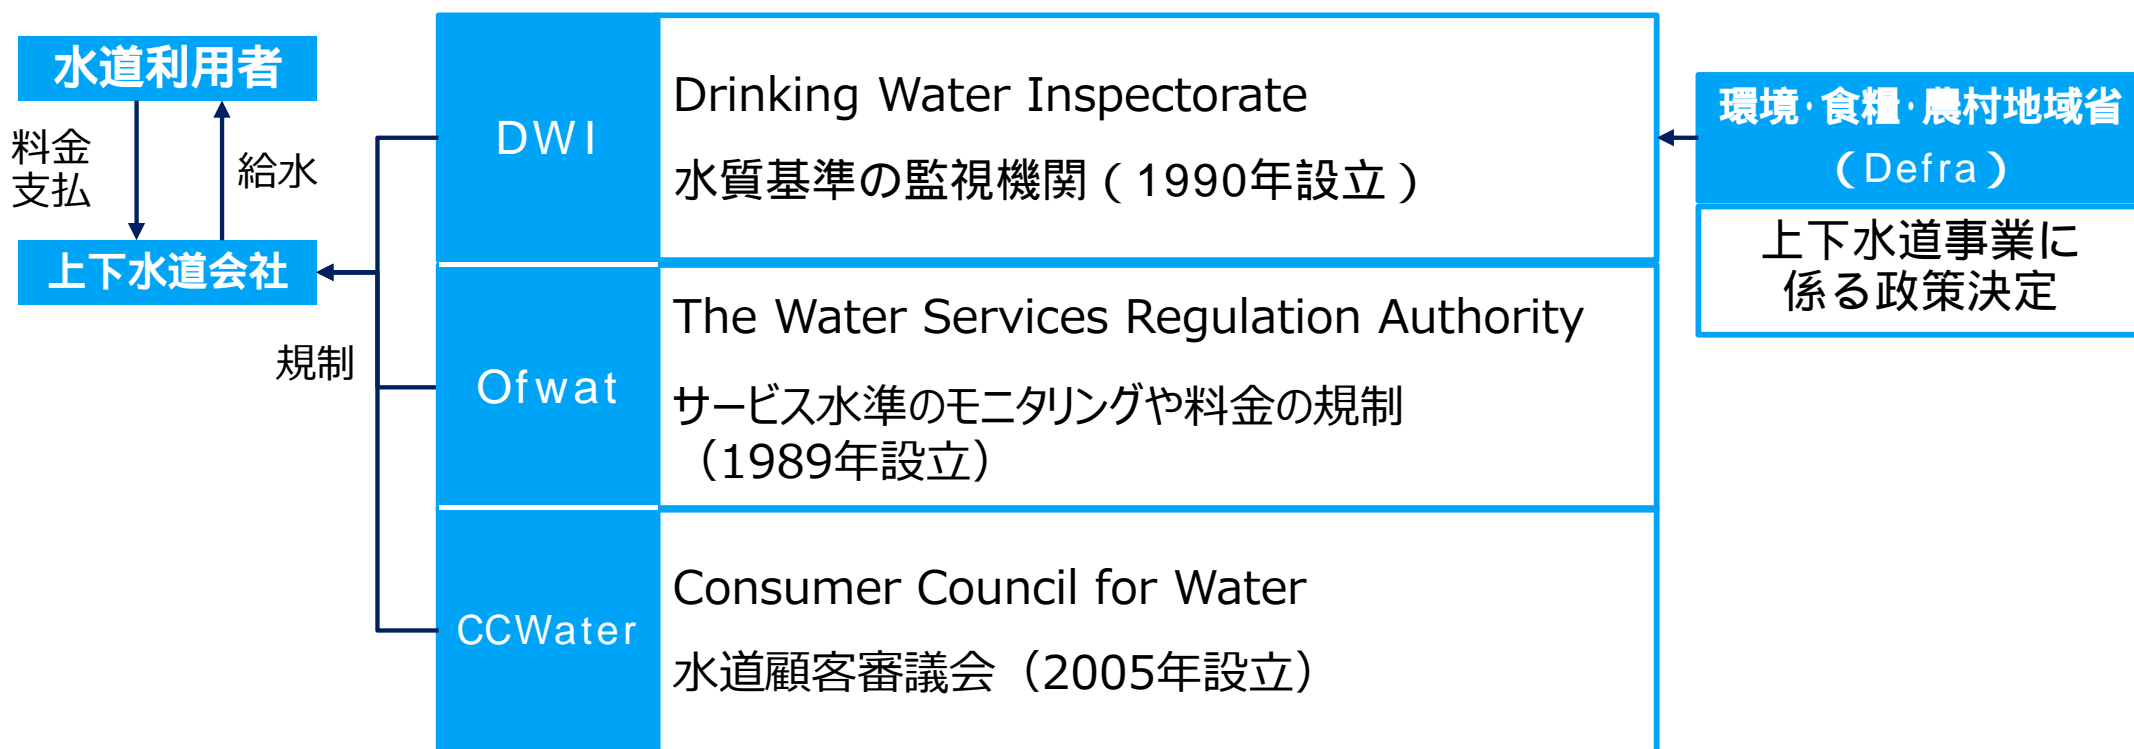 水道利用者
料金
支払
給水
上下水道会社
規制
DWI
Drinking Water Inspectorate
水質基準の監視機関（1990年設立）
Ofwat
The Water Services Regulation Authority
サービス水準のモニタリングや料金の規制
（1989年設立）
CCWater
Consumer Council for Water
水道顧客審議会（2005年設立）
環境・食糧・農村地域省
（Defra）
上下水道事業に
係る政策決定